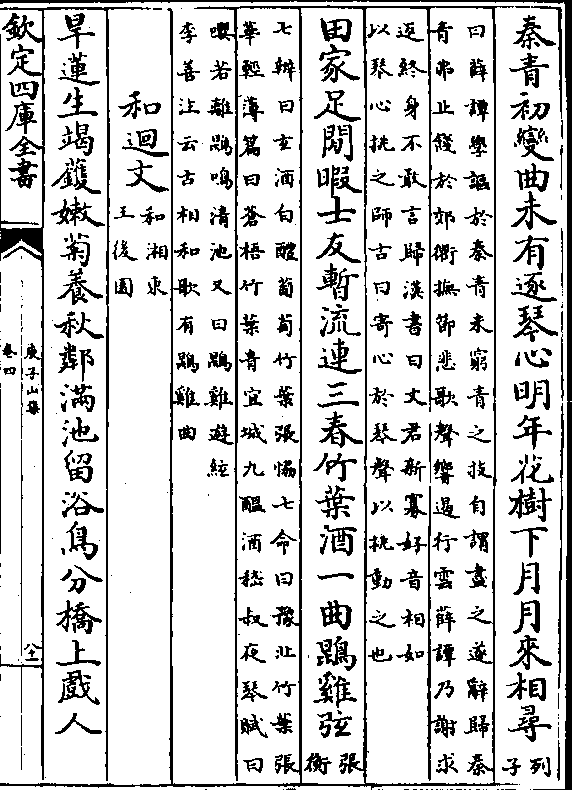 秦青初變曲未有逐琴心明年花樹下月月來相尋列子
曰薛譚學謳於秦青未窮青之技自謂盡之遂辭歸秦
青弗止餞於郊衢撫節悲歌聲響遏行雲薛譚乃謝求
返終身不敢言歸漢書曰文君新寡好音相如
以琴心挑之師古曰寄心於琴聲以挑動之也
田家足閒暇士友暫流連三春竹葉酒一曲鵾雞弦張衡
七辨曰玄酒白醴葡萄竹葉張恊七命曰豫北竹葉張
華輕薄篇曰蒼梧竹葉青宜城九醖酒嵇叔夜琴賦曰
嚶若離鵾鳴清池又曰鵾雞遊絃
李善注云古相和歌有鵾雞曲
和迴文和湘東王後園
旱蓮生竭鑊嫩菊養秋鄰滿池留浴鳥分橋上戲人
欽定四庫全書
庾子山集
卷四
八十二